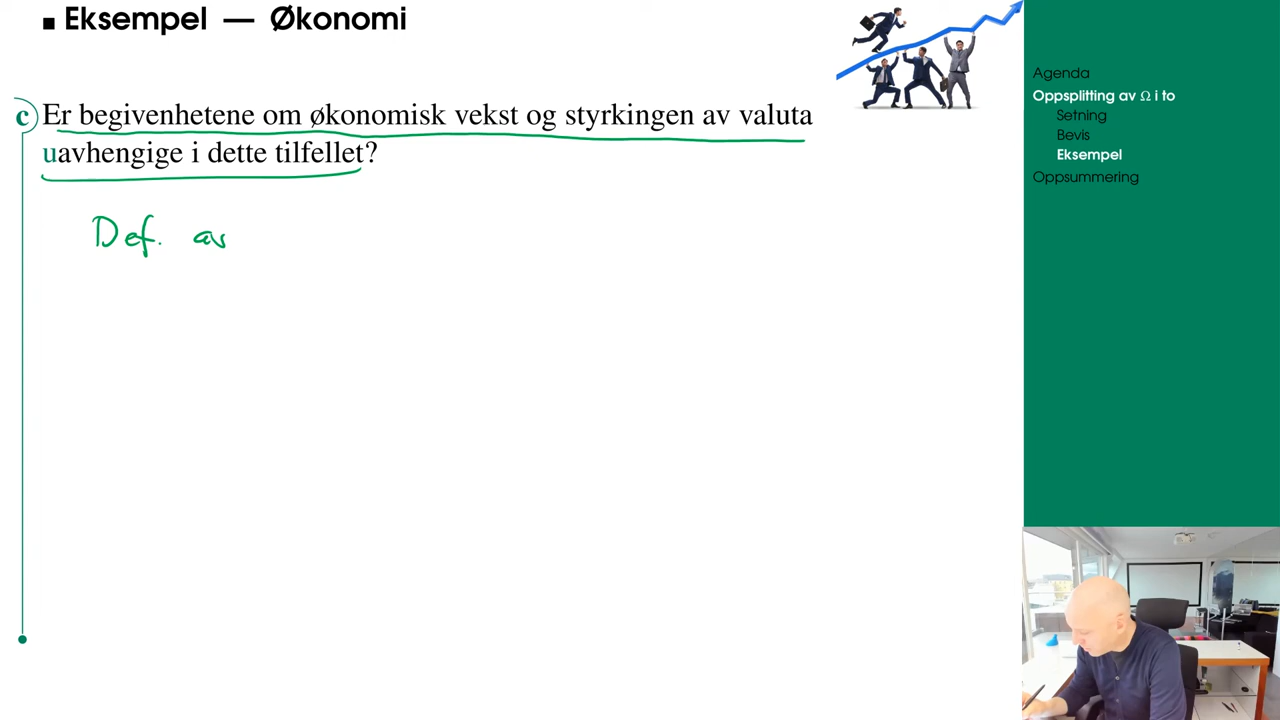 ▪ Eksempel — Økonomi
c Er begivenhetene om økonomisk vekst og styrkingen av valuta
uavhengige i dette tilfellet?
Def. av
Agenda
Oppsplitting av Ω i to
Setning
Bevis
Eksempel
Oppsummering